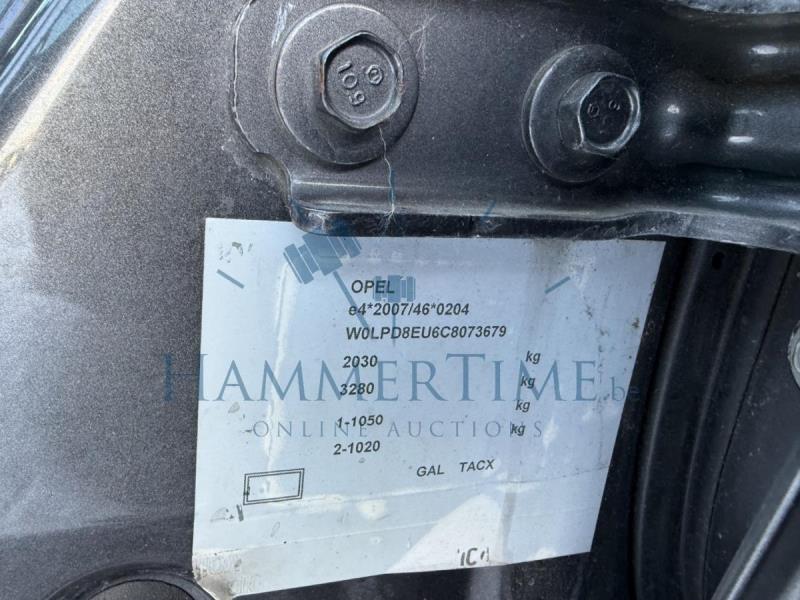 109
OPEL
e4*2007/46*0204
W0LPD8EU6C8073679
2030 kg
3280 kg
HAMMERTIME.be
1-1050 kg
ONLINE AUCTIONS
2-1020 kg
GAL TACX